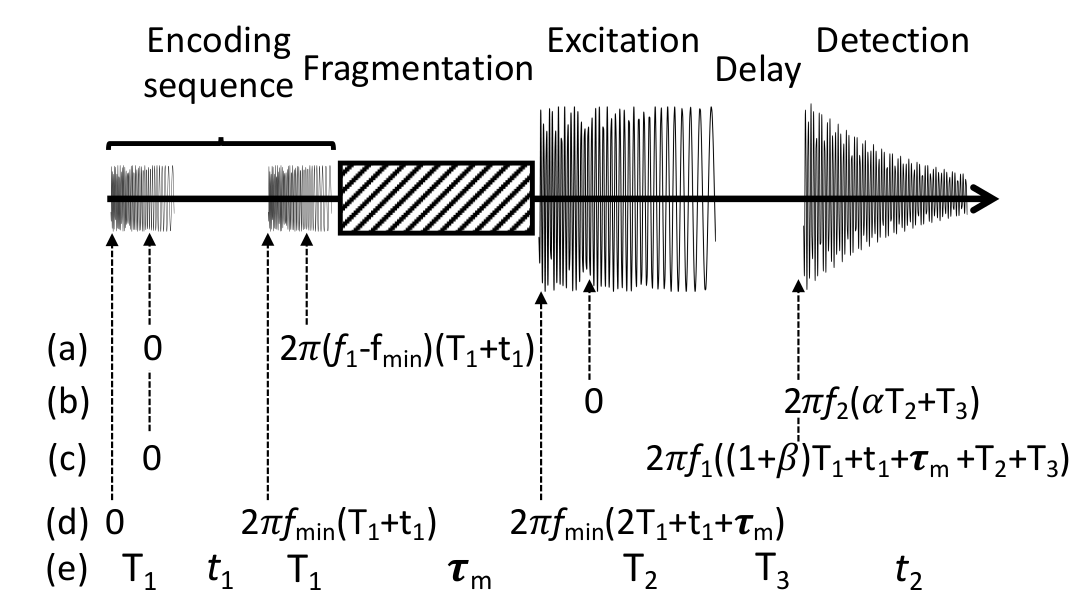 Encoding sequence Fragmentation Excitation Delay Detection
(a) 0 2π(f₁-fₘᵢₙ)(T₁+t₁)
(b) 0 2πf₂(αT₂+T₃)
(c) 0 2πf₁((1+β)T₁+t₁+τₘ+T₂+T₃)
(d) 0 2πfₘᵢₙ(T₁+t₁) 2πfₘᵢₙ(2T₁+t₁+τₘ)
(e) T₁ t₁ T₁ τₘ T₂ T₃ t₂